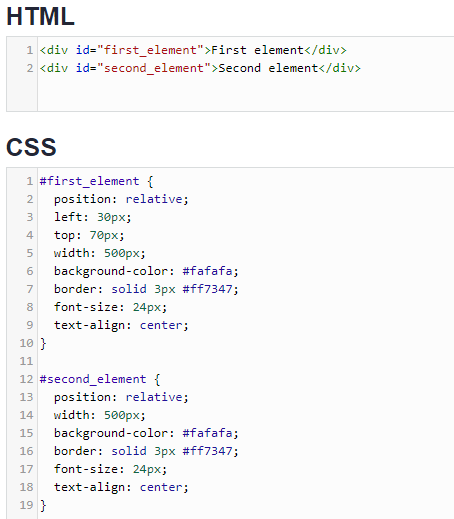 HTML
1 <div id="first_element">First element</div>
2 <div id="second_element">Second element</div>
CSS
1 #first_element {
2   position: relative;
3   left: 30px;
4   top: 70px;
5   width: 500px;
6   background-color: #fafafa;
7   border: solid 3px #ff7347;
8   font-size: 24px;
9   text-align: center;
10 }
11
12 #second_element {
13   position: relative;
14   width: 500px;
15   background-color: #fafafa;
16   border: solid 3px #ff7347;
17   font-size: 24px;
18   text-align: center;
19 }